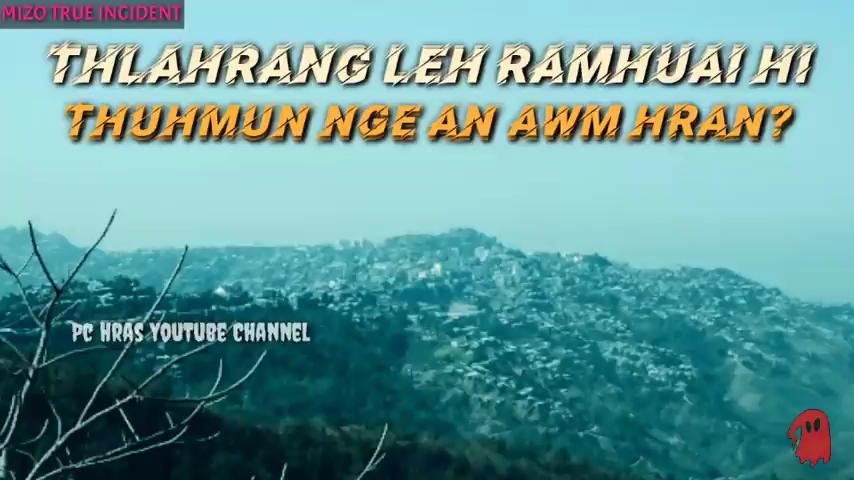 MIZO TRUE INCIDENT
THLAHRANG LEH RAMHUAI HI
THUHMUN NGE AN AWM HRAN?
PC HRAS YOUTUBE CHANNEL